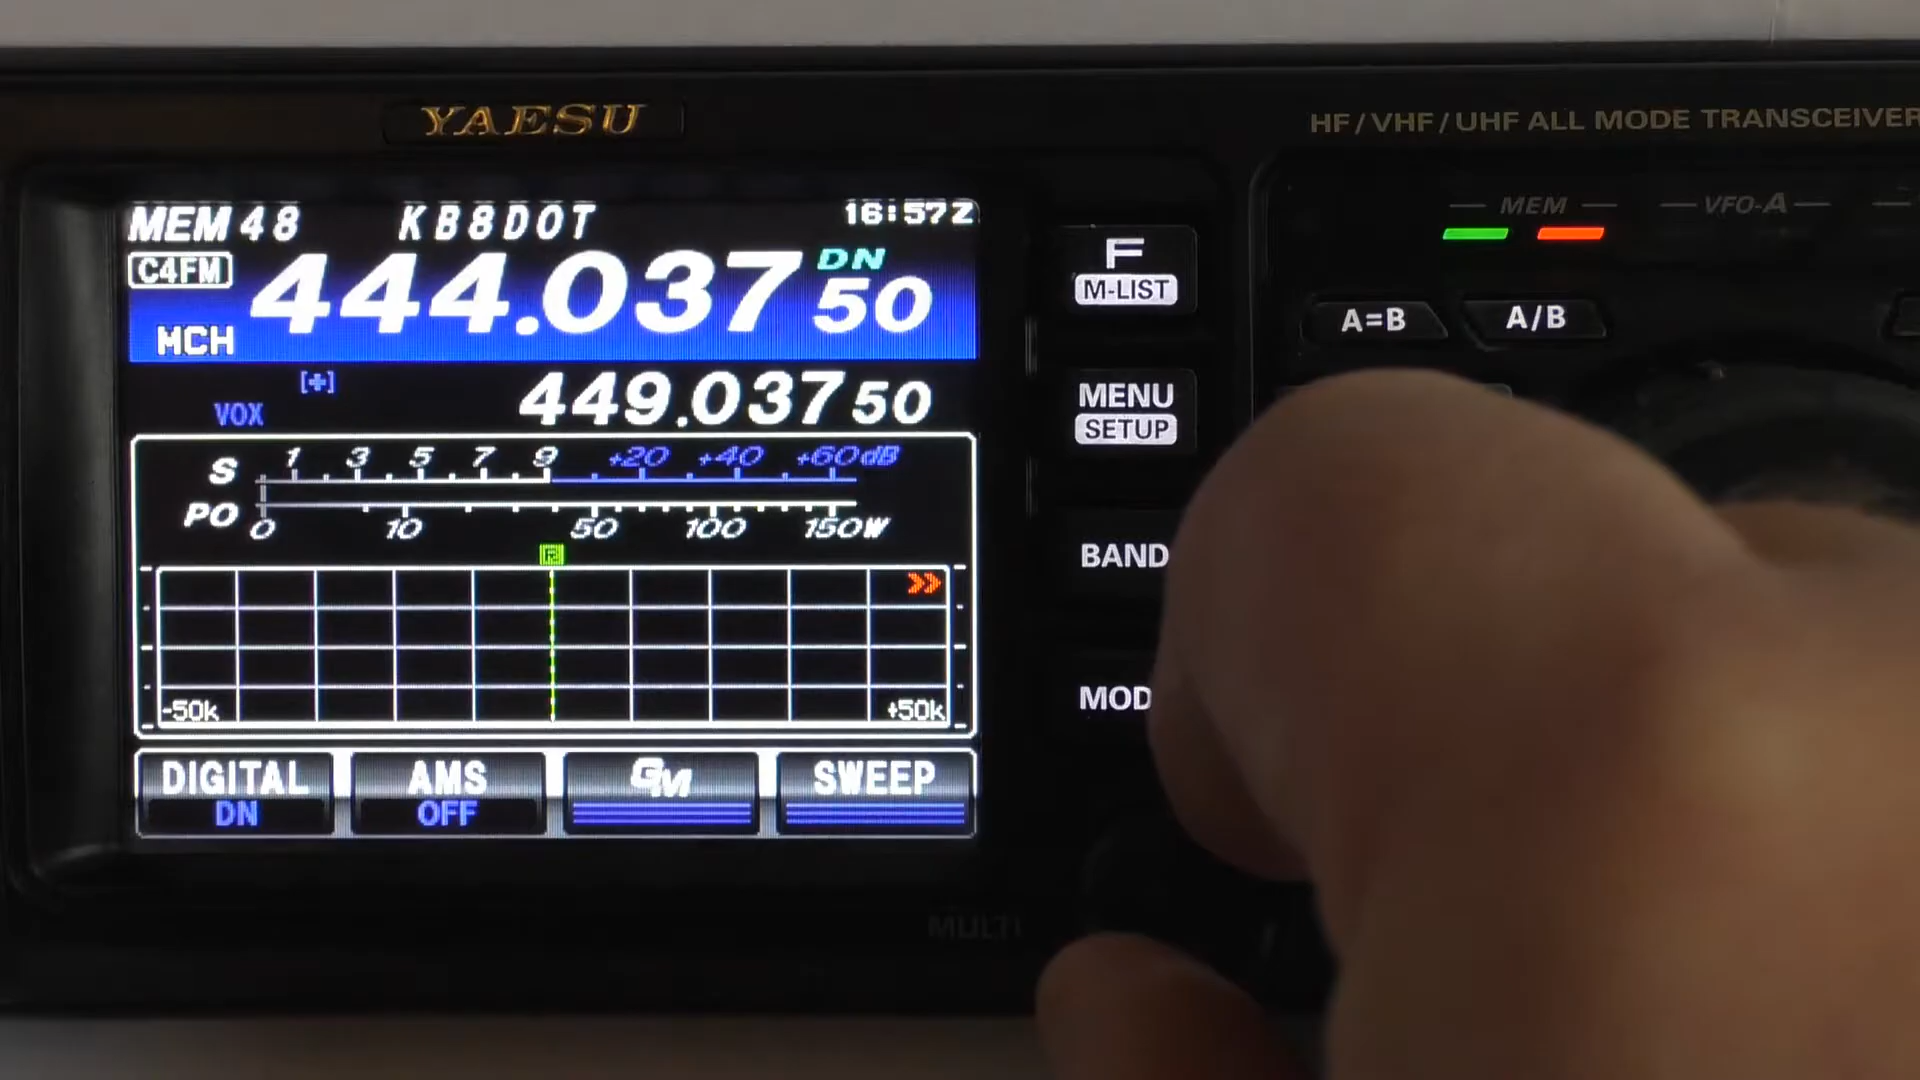 YAESU
HF/VHF/UHF ALL MODE TRANSCEIVER
MEM 48 KB8DOT 16:57Z
C4FM 444.037 50 DN
MCH
[+]
VOX 449.037 50
S 1 3 5 7 9 +20 +40 +60dB
PO 0 10 50 100 150W
R
-50k +50k
DIGITAL AMS GM SWEEP
DN OFF
F
M-LIST
MENU
SETUP
BAND
MOD
MULTI
MEM VFO-A
A=B A/B